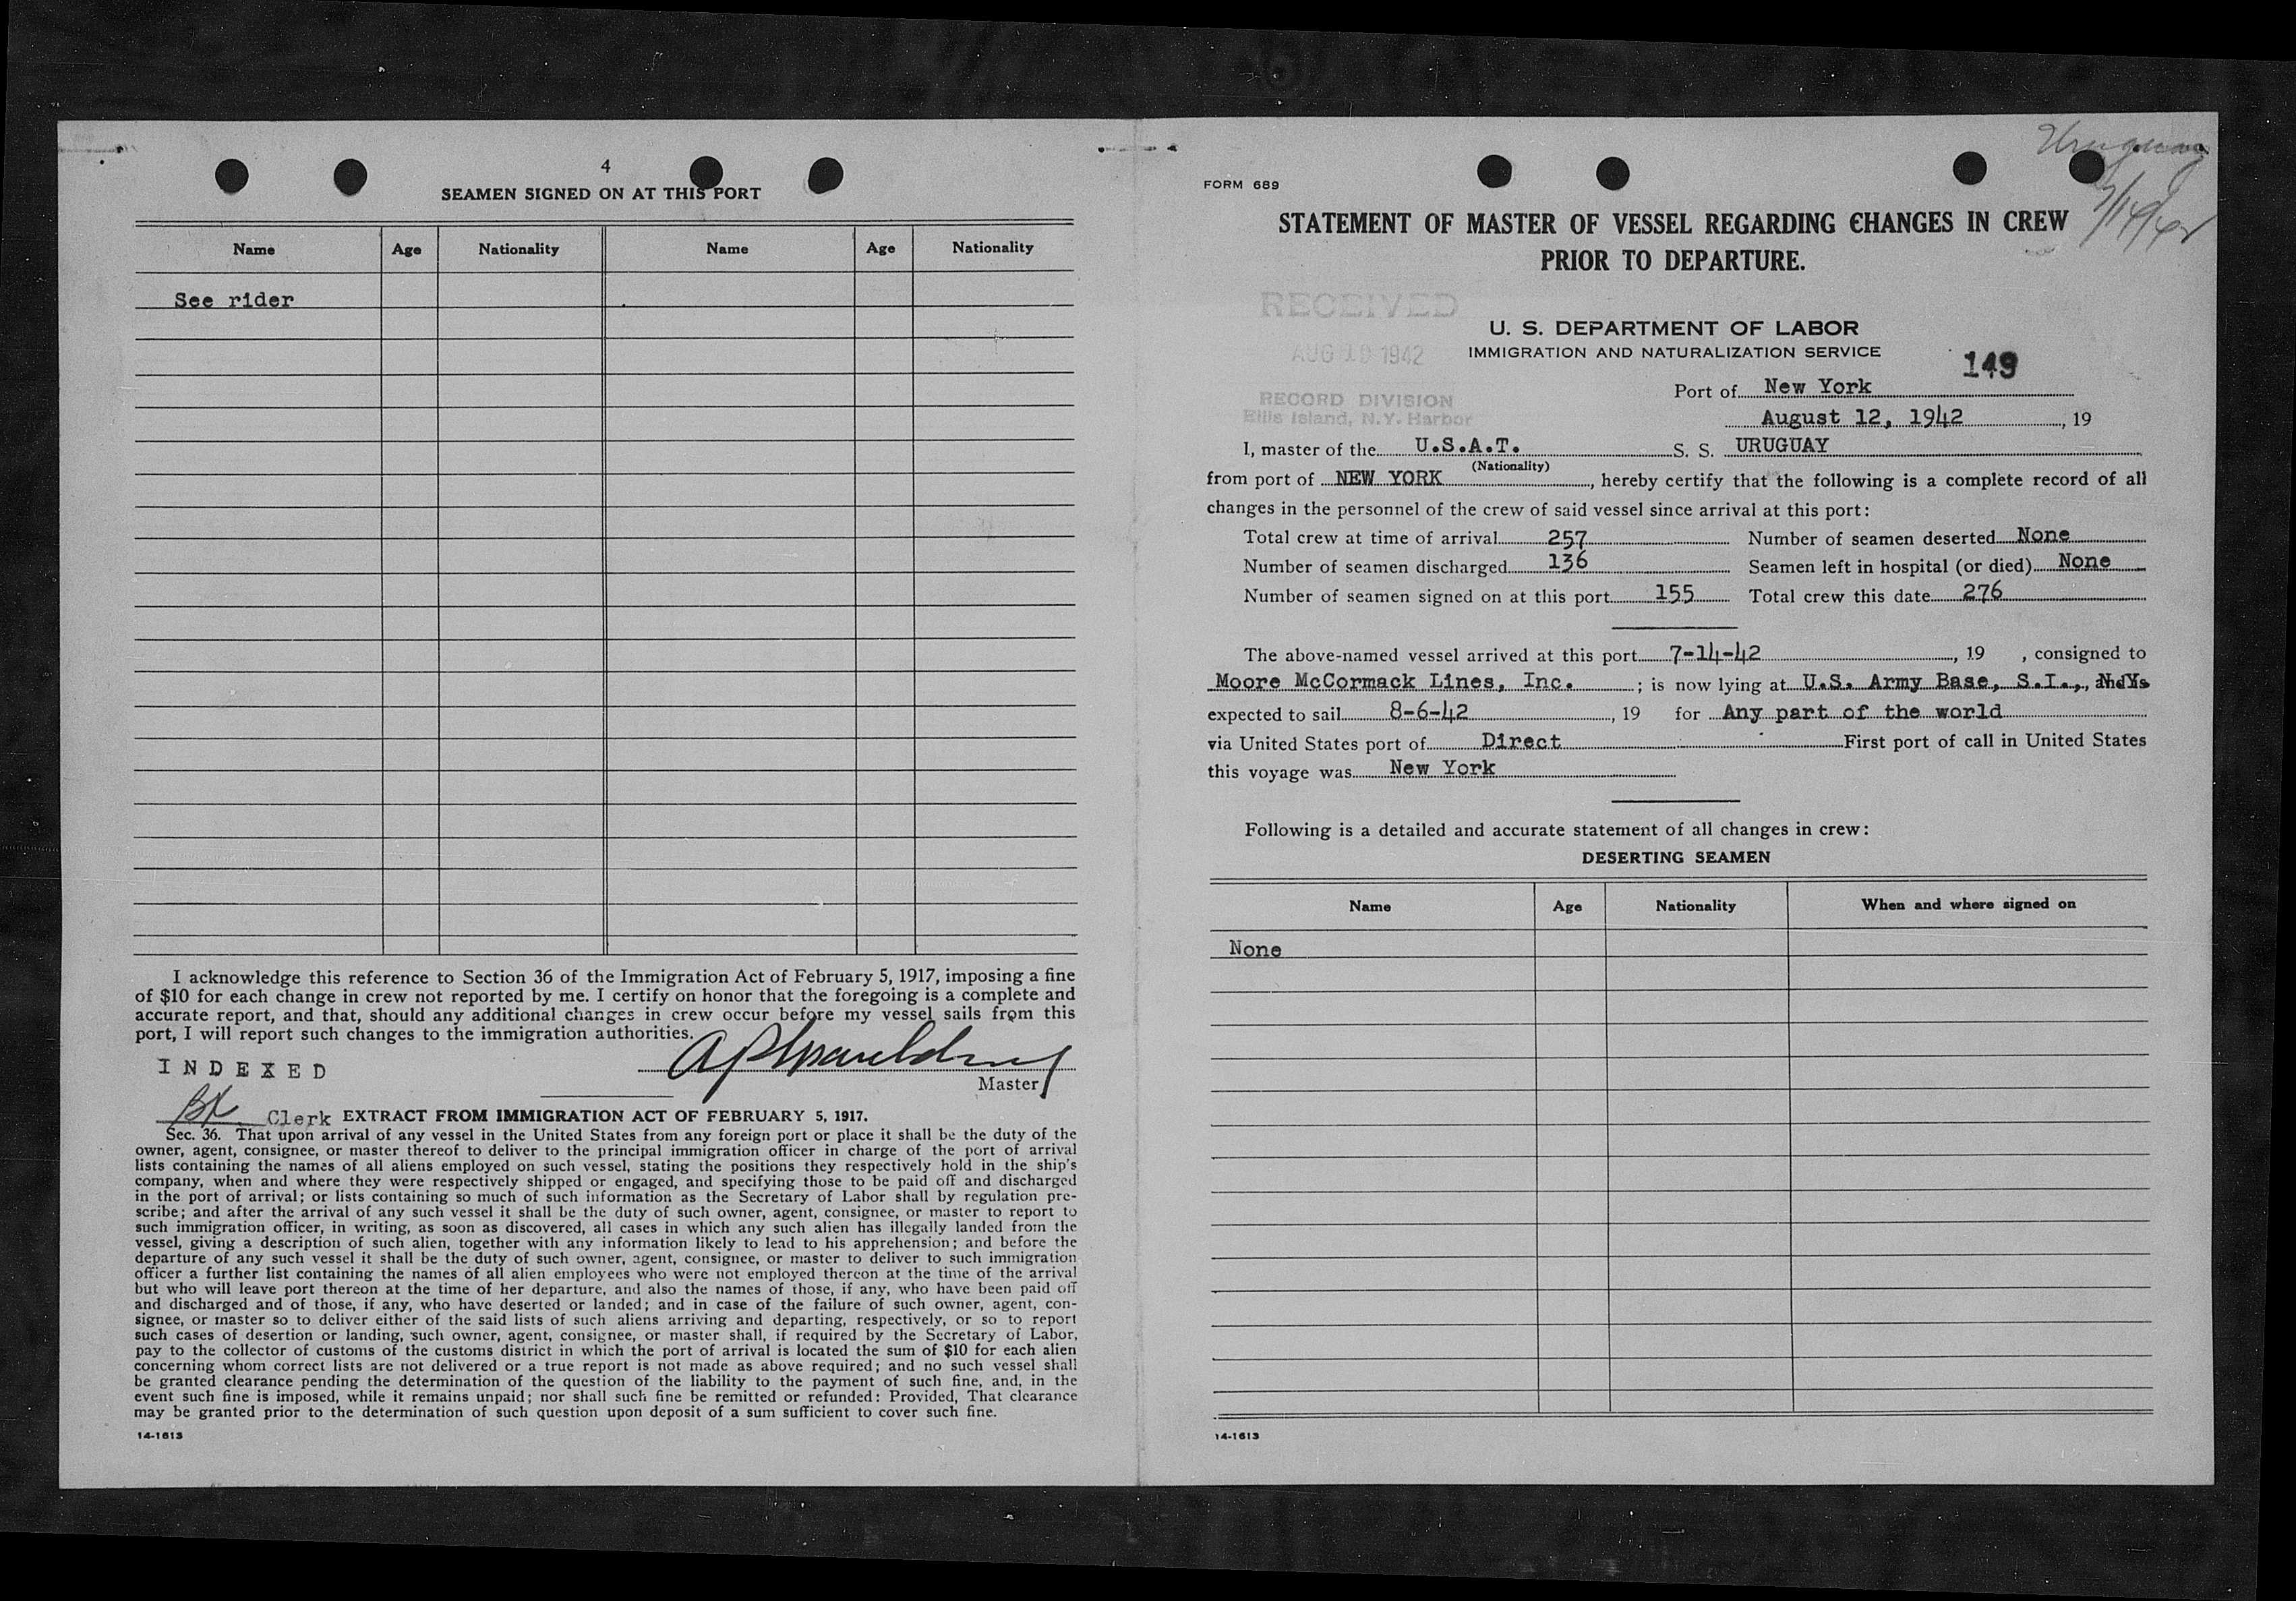 4
SEAMEN SIGNED ON AT THIS PORT
Name Age Nationality Name Age Nationality
See rider
I acknowledge this reference to Section 36 of the Immigration Act of February 5, 1917, imposing a fine
of $10 for each change in crew not reported by me. I certify on honor that the foregoing is a complete and
accurate report, and that, should any additional changes in crew occur before my vessel sails from this
port, I will report such changes to the immigration authorities.
Master
INDEXED
BK Clerk
EXTRACT FROM IMMIGRATION ACT OF FEBRUARY 5, 1917.
Sec. 36. That upon arrival of any vessel in the United States from any foreign port or place it shall be the duty of the
owner, agent, consignee, or master thereof to deliver to the principal immigration officer in charge of the port of arrival
lists containing the names of all aliens employed on such vessel, stating the positions they respectively hold in the ship's
company, when and where they were respectively shipped or engaged, and specifying those to be paid off and discharged
in the port of arrival; or lists containing so much of such information as the Secretary of Labor shall by regulation pre-
scribe; and after the arrival of any such vessel it shall be the duty of such owner, agent, consignee, or master to report to
such immigration officer, in writing, as soon as discovered, all cases in which any such alien has illegally landed from the
vessel, giving a description of such alien, together with any information likely to lead to his apprehension; and before the
departure of any such vessel it shall be the duty of such owner, agent, consignee, or master to deliver to such immigration
officer a further list containing the names of all alien employees who were not employed thereon at the time of the arrival
but who will leave port thereon at the time of her departure, and also the names of those, if any, who have been paid off
and discharged and of those, if any, who have deserted or landed; and in case of the failure of such owner, agent, con-
signee, or master so to deliver either of the said lists of such aliens arriving and departing, respectively, or so to report
such cases of desertion or landing, such owner, agent, consignee, or master shall, if required by the Secretary of Labor,
pay to the collector of customs of the customs district in which the port of arrival is located the sum of $10 for each alien
concerning whom correct lists are not delivered or a true report is not made as above required; and no such vessel shall
be granted clearance pending the determination of the question of the liability to the payment of such fine, and, in the
event such fine is imposed, while it remains unpaid; nor shall such fine be remitted or refunded: Provided, That clearance
may be granted prior to the determination of such question upon deposit of a sum sufficient to cover such fine.
14-1613
Uruguay
7/14/42
FORM 689
STATEMENT OF MASTER OF VESSEL REGARDING CHANGES IN CREW
PRIOR TO DEPARTURE.
RECEIVED
AUG 19 1942
RECORD DIVISION
Ellis Island, N.Y. Harbor
U. S. DEPARTMENT OF LABOR
IMMIGRATION AND NATURALIZATION SERVICE
149
Port of New York
August 12, 1942, 19
I, master of the U.S.A.T. S. S. URUGUAY
(Nationality)
from port of NEW YORK, hereby certify that the following is a complete record of all
changes in the personnel of the crew of said vessel since arrival at this port:
Total crew at time of arrival 257 Number of seamen deserted None
Number of seamen discharged 136 Seamen left in hospital (or died) None
Number of seamen signed on at this port 155 Total crew this date 276
The above-named vessel arrived at this port 7-14-42, 19 , consigned to
Moore McCormack Lines, Inc. ; is now lying at U.S. Army Base, S.I., N.Y. and
expected to sail 8-6-42, 19 for Any part of the world
via United States port of Direct First port of call in United States
this voyage was New York
Following is a detailed and accurate statement of all changes in crew:
DESERTING SEAMEN
Name Age Nationality When and where signed on
None
14-1613